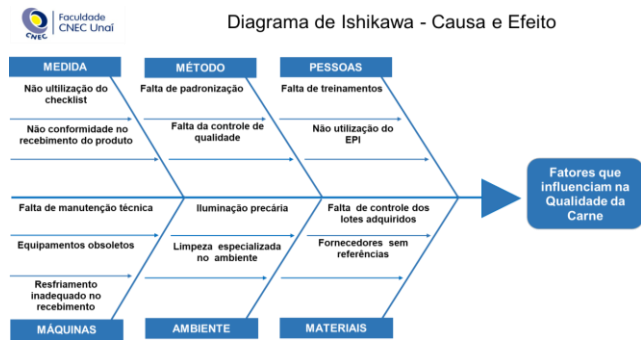 Faculdade
CNEC Unaí
CNEC
Diagrama de Ishikawa - Causa e Efeito
MEDIDA
MÉTODO
PESSOAS
Não ultilização do
checklist
Não conformidade no
recebimento do produto
Falta de padronização
Falta da controle de
qualidade
Falta de treinamentos
Não utilização do
EPI
Fatores que
influenciam na
Qualidade da
Carne
Falta de manutenção técnica
Equipamentos obsoletos
Resfriamento
inadequado no
recebimento
Iluminação precária
Limpeza especializada
no ambiente
Falta de controle dos
lotes adquiridos
Fornecedores sem
referências
MÁQUINAS
AMBIENTE
MATERIAIS